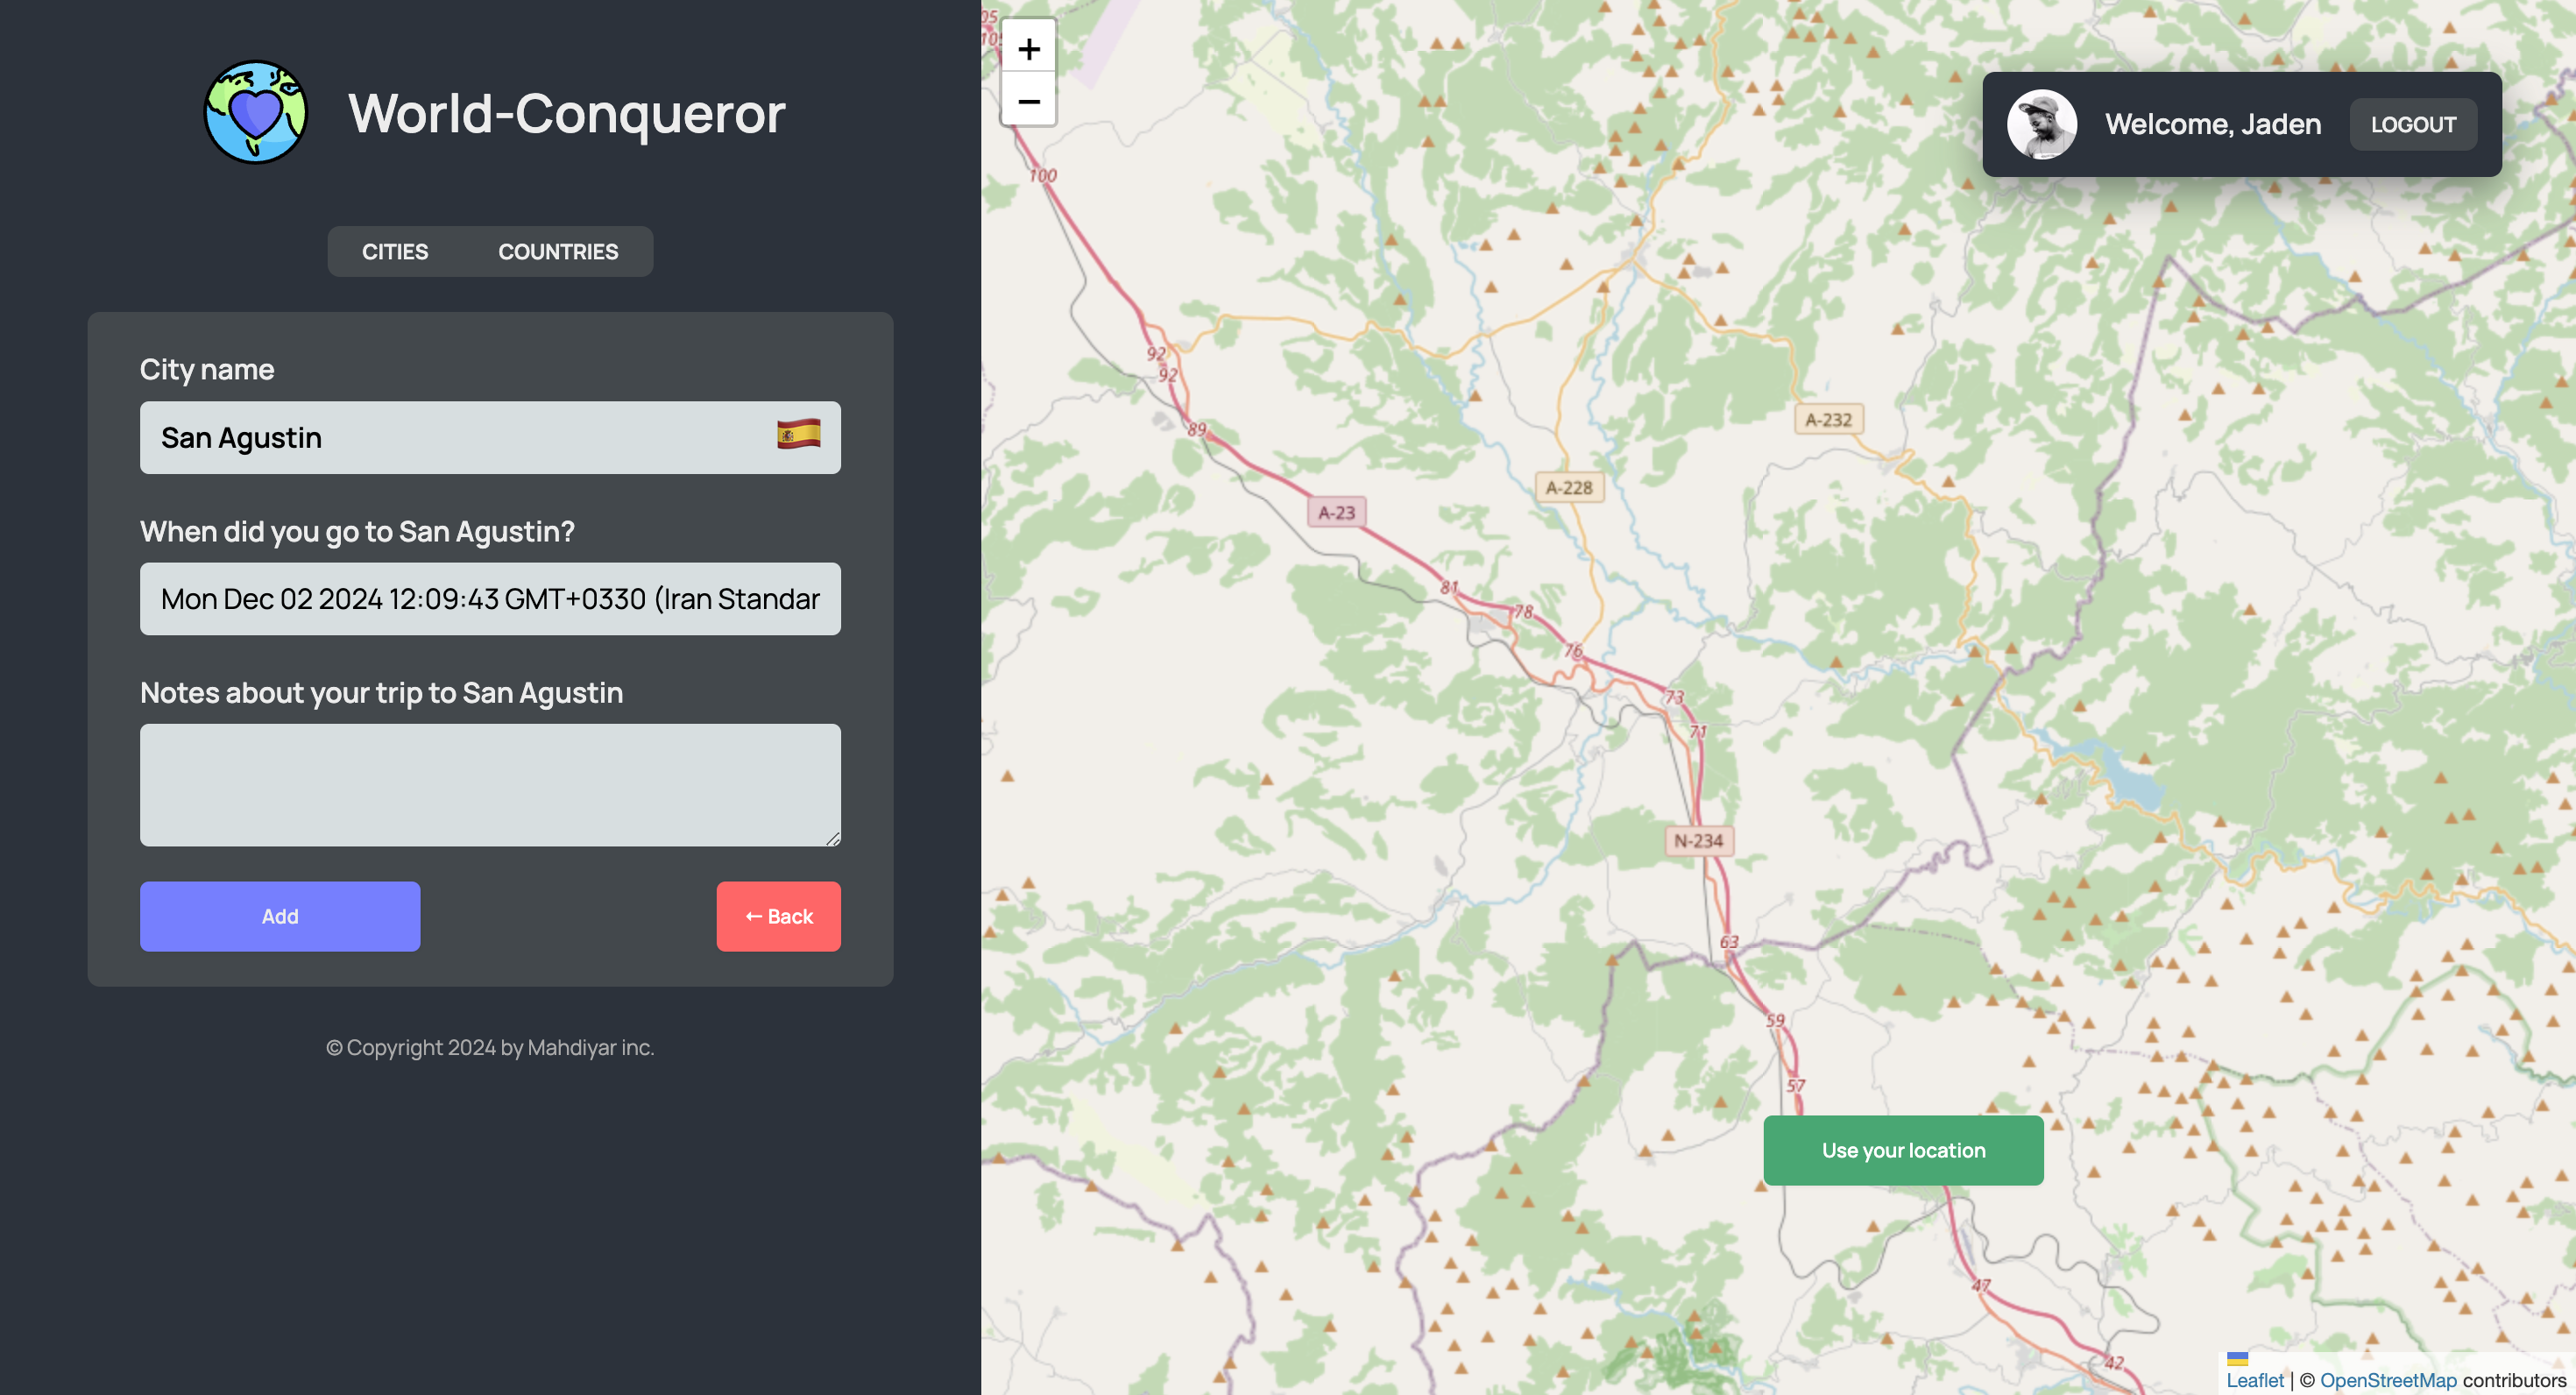 World-Conqueror
CITIES COUNTRIES
City name
San Agustin
When did you go to San Agustin?
Mon Dec 02 2024 12:09:43 GMT+0330 (Iran Standar
Notes about your trip to San Agustin
Add
← Back
© Copyright 2024 by Mahdiyar inc.
+
−
Welcome, Jaden
LOGOUT
100
92
92
89
A-232
A-228
A-23
81
78
76
73
71
N-234
63
59
57
Use your location
47
42
Leaflet | © OpenStreetMap contributors